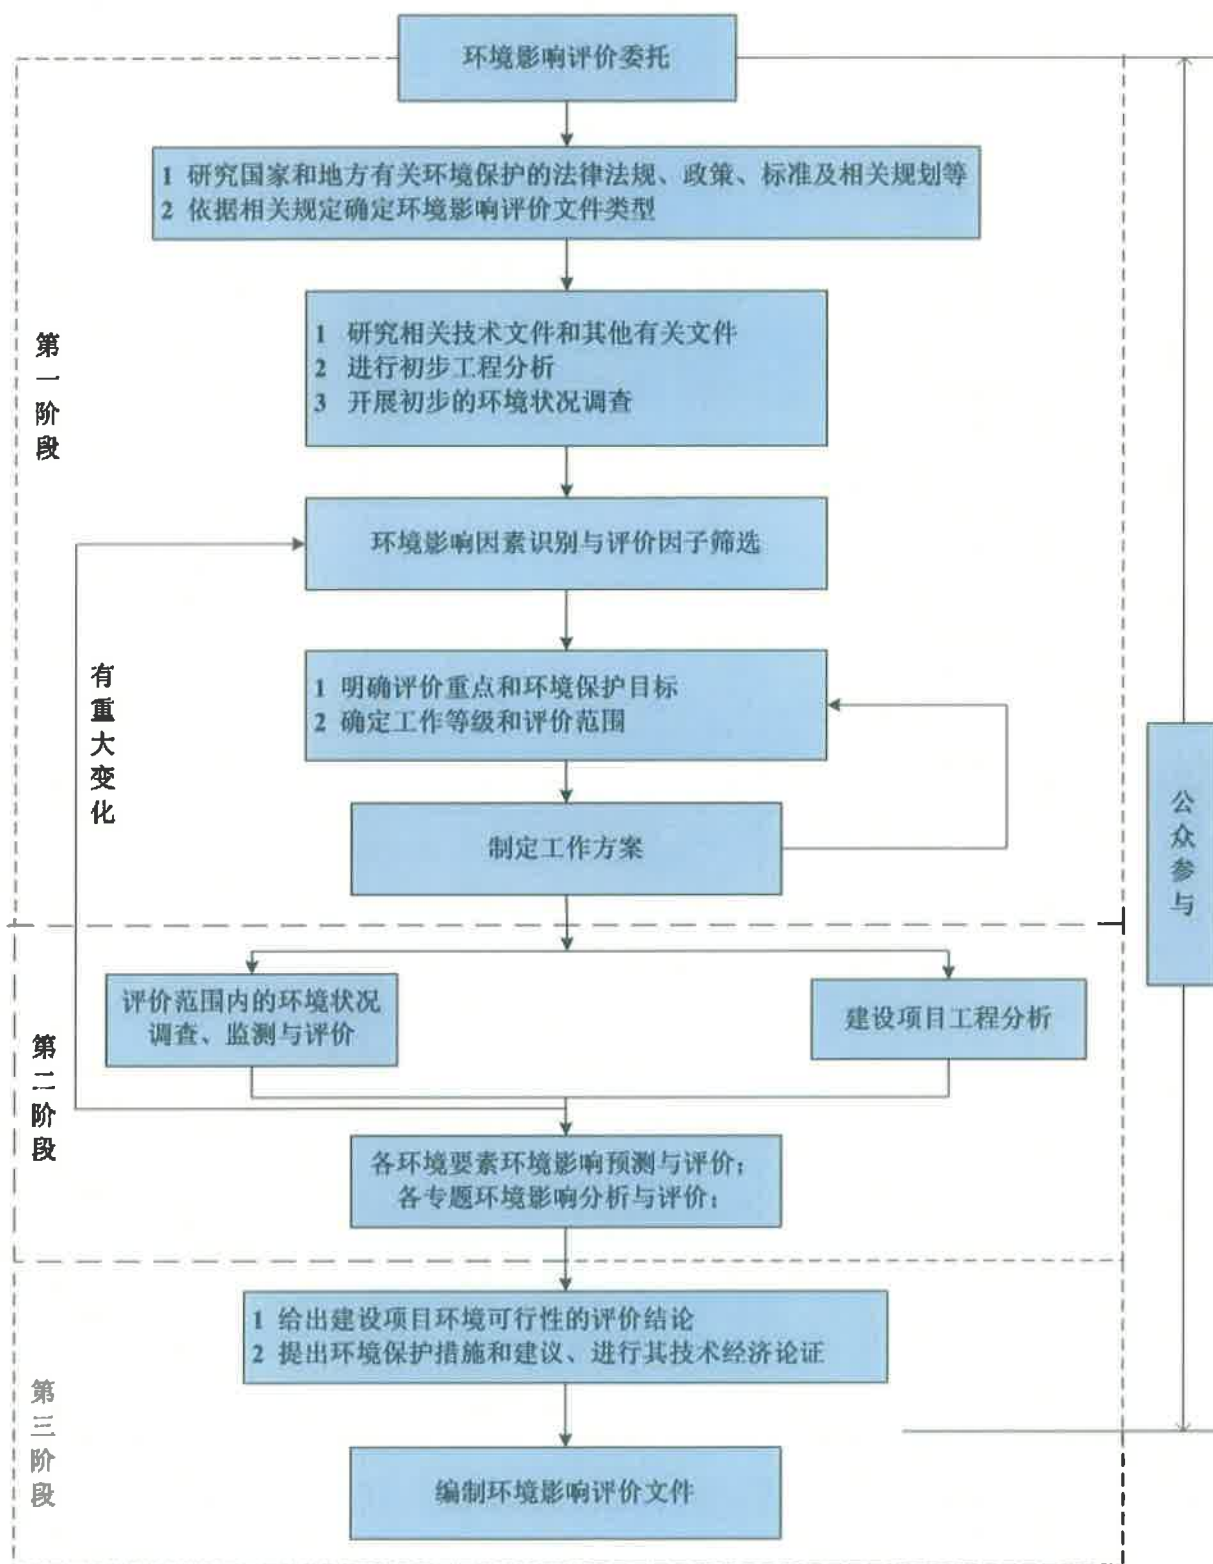 环境影响评价委托
1 研究国家和地方有关环境保护的法律法规、政策、标准及相关规划等
2 依据相关规定确定环境影响评价文件类型
1 研究相关技术文件和其他有关文件
2 进行初步工程分析
3 开展初步的环境状况调查
第一阶段
环境影响因素识别与评价因子筛选
1 明确评价重点和环境保护目标
2 确定工作等级和评价范围
有重大变化
制定工作方案
公众参与
评价范围内的环境状况
调查、监测与评价
建设项目工程分析
第二阶段
各环境要素环境影响预测与评价;
各专题环境影响分析与评价;
1 给出建设项目环境可行性的评价结论
2 提出环境保护措施和建议、进行其技术经济论证
第三阶段
编制环境影响评价文件